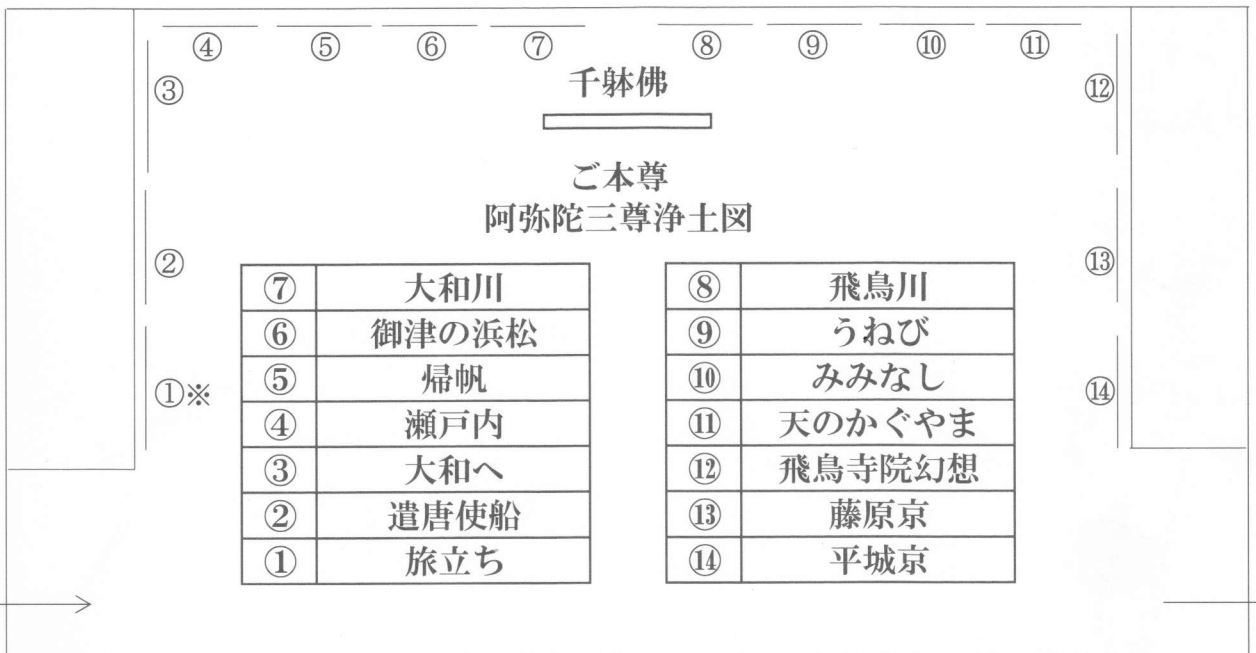 ④ ⑤ ⑥ ⑦ ⑧ ⑨ ⑩ ⑪
③ 千躰佛 ⑫
ご本尊
阿弥陀三尊浄土図
② ⑬
①※ ⑭
⑦ 大和川
⑥ 御津の浜松
⑤ 帰帆
④ 瀬戸内
③ 大和へ
② 遣唐使船
① 旅立ち
⑧ 飛鳥川
⑨ うねび
⑩ みみなし
⑪ 天のかぐやま
⑫ 飛鳥寺院幻想
⑬ 藤原京
⑭ 平城京